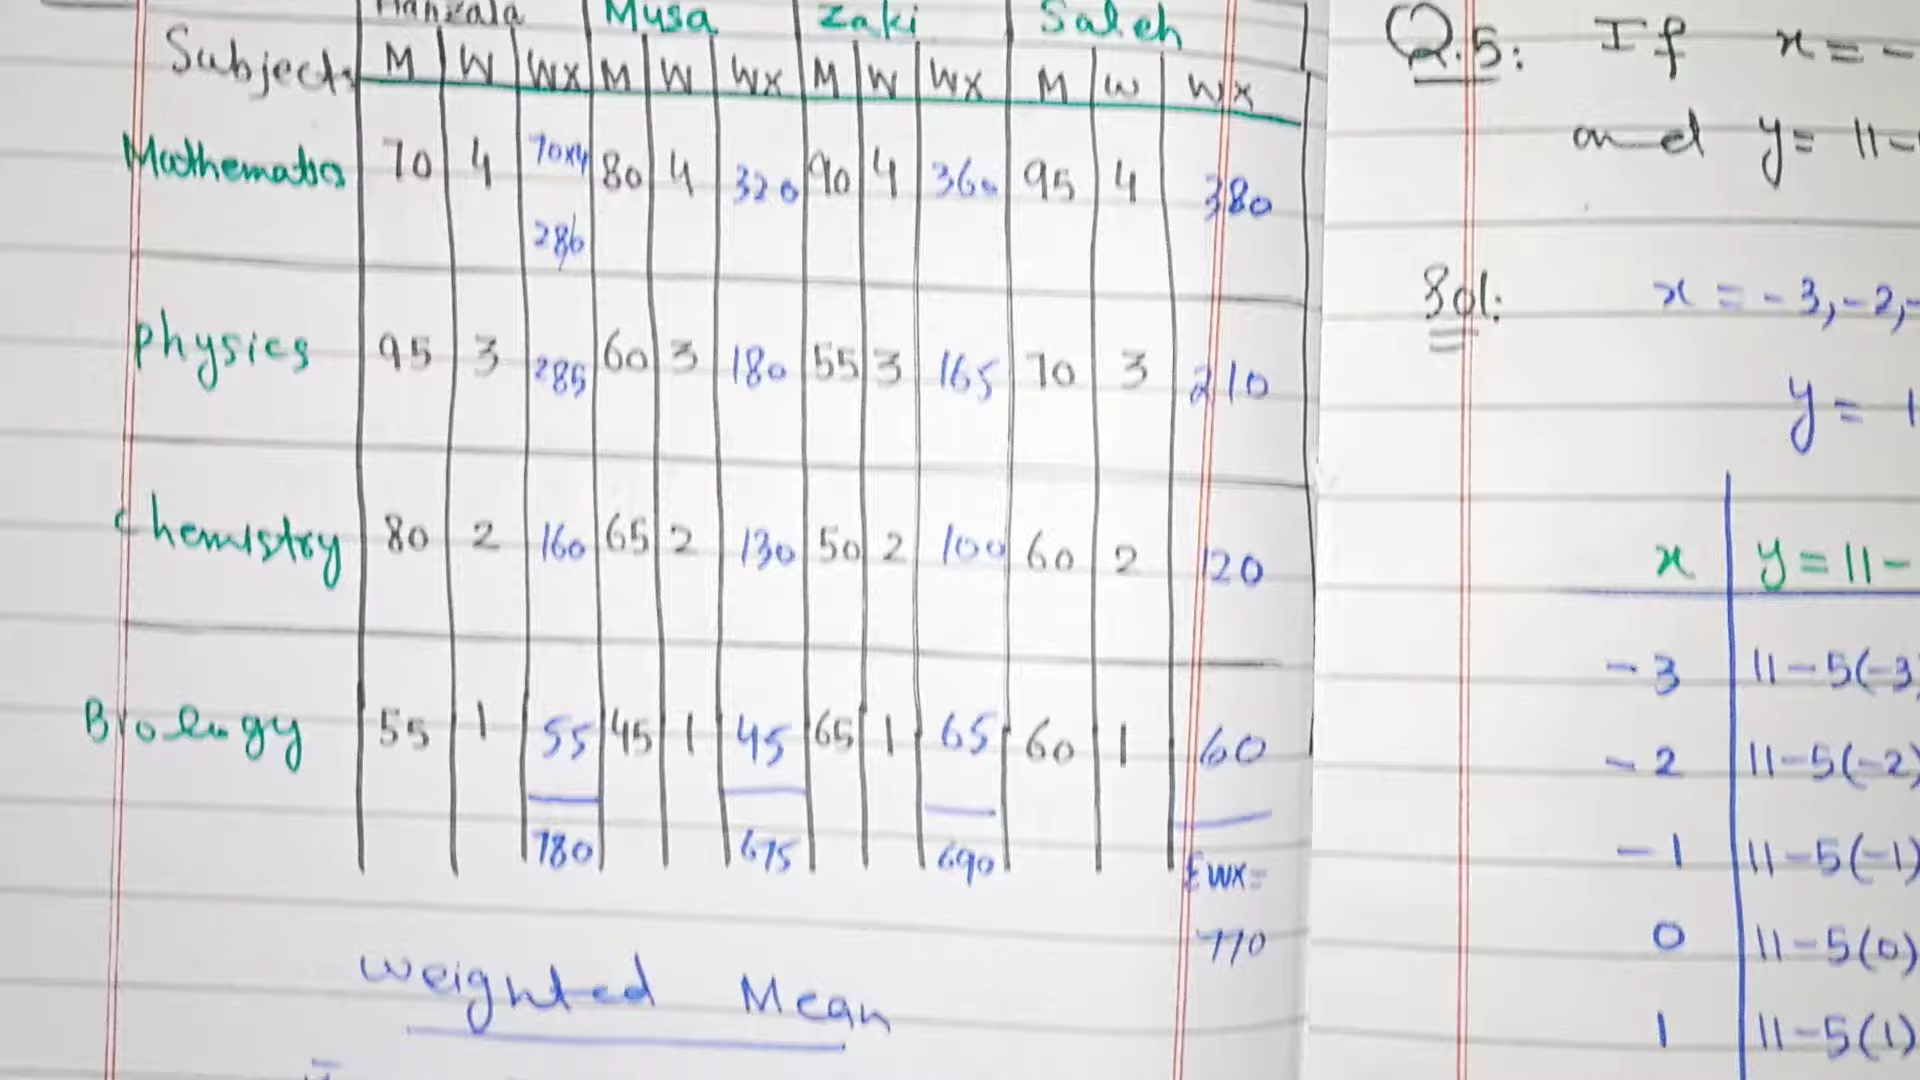 Hanzala Musa Zaki Saleh
Subjects M W WX M W WX M W WX M W WX
Mathematics 70 4 70x4 80 4 320 90 4 360 95 4 380
286
Physics 95 3 285 60 3 180 55 3 165 70 3 210
Chemistry 80 2 160 65 2 130 50 2 100 60 2 120
Biology 55 1 55 45 1 45 65 1 65 60 1 60
780 675 690 ΣWX=
770
Weighted Mean
Q.5: If x = -
and y = 11-
Sol: x = -3,-2,-
y = 1
x y = 11-
-3 11-5(-3)
-2 11-5(-2)
-1 11-5(-1)
0 11-5(0)
1 11-5(1)